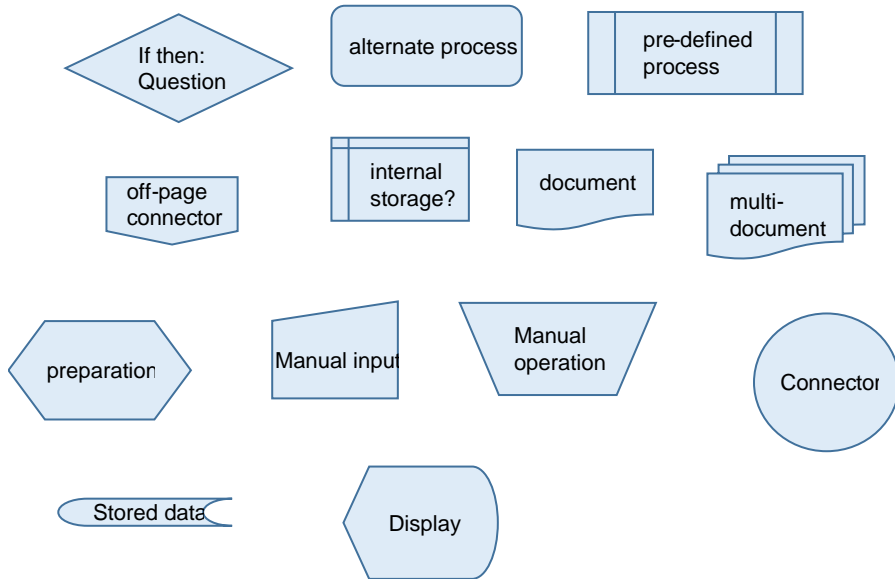 If then:
Question
alternate process
pre-defined
process
off-page
connector
internal
storage?
document
multi-
document
preparation
Manual input
Manual
operation
Connector
Stored data
Display